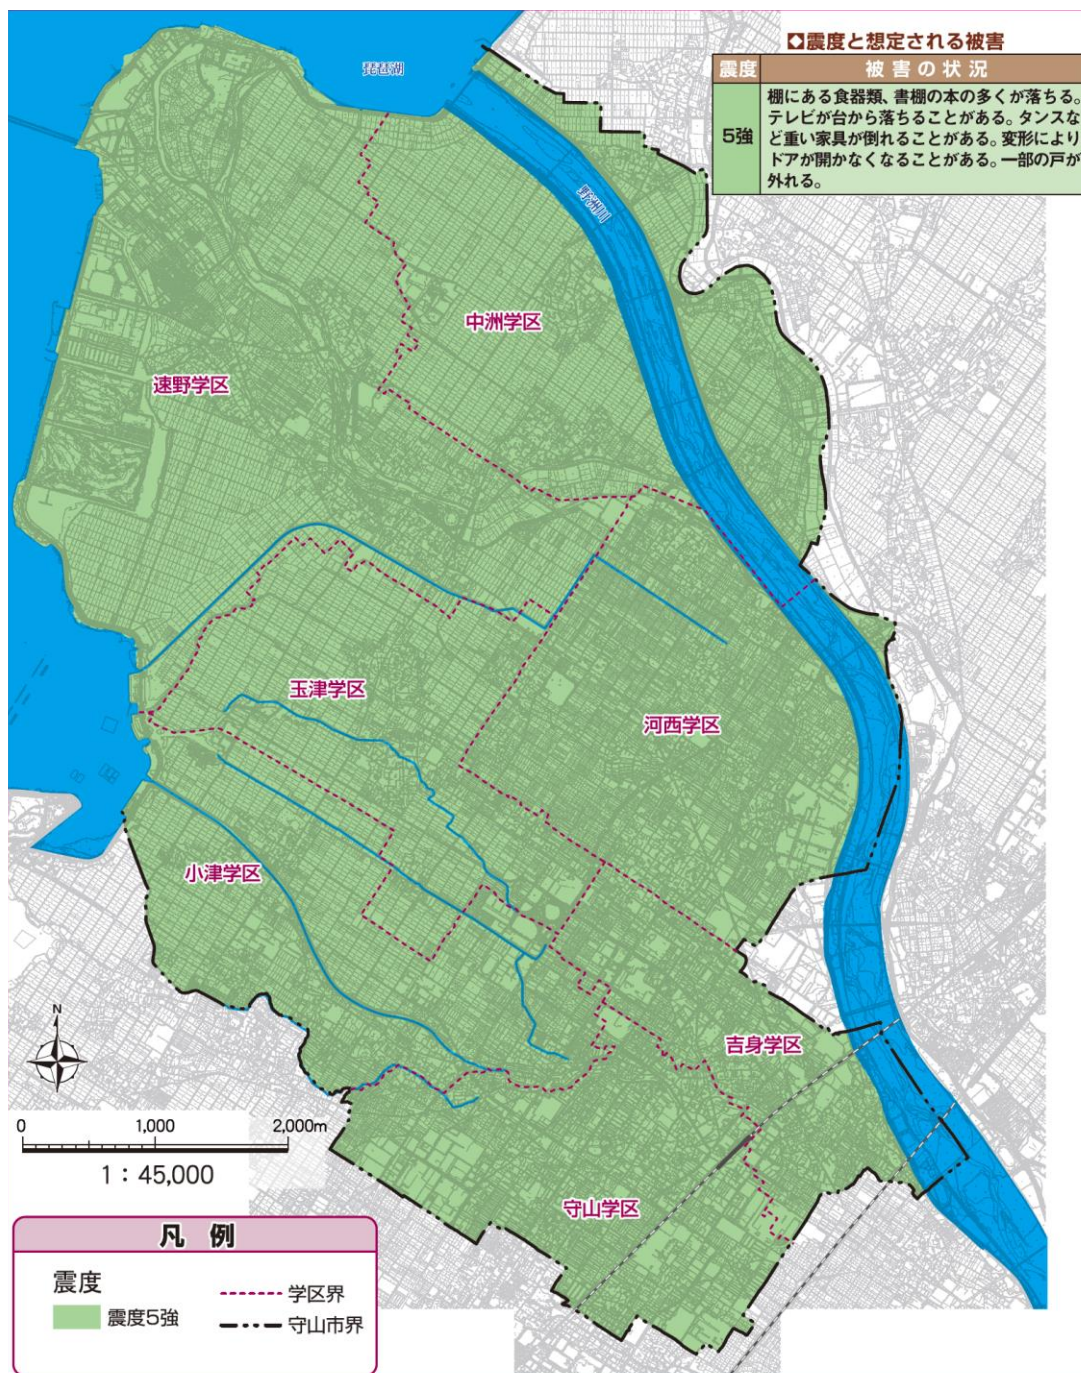 琵琶湖
震度と想定される被害
震度
被害の状況
5強
棚にある食器類、書棚の本の多くが落ちる。
テレビが台から落ちることがある。タンスな
ど重い家具が倒れることがある。変形により
ドアが開かなくなることがある。一部の戸が
外れる。
野洲川
中洲学区
速野学区
玉津学区
河西学区
小津学区
吉身学区
守山学区
N
0 1,000 2,000m
1：45,000
凡例
震度
震度5強
学区界
守山市界